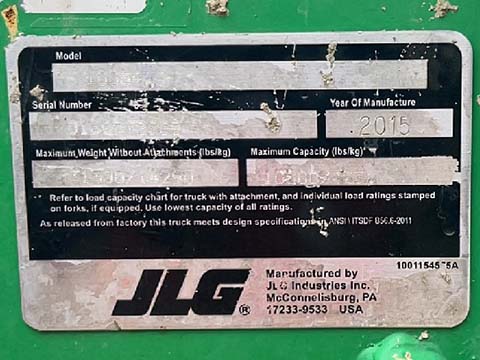 Model
Serial Number
Year Of Manufacture
2015
Maximum Weight Without Attachments (lbs/kg)
Maximum Capacity (lbs/kg)
Refer to load capacity chart for truck with attachment, and individual load ratings stamped
on forks, if equipped. Use lowest capacity of all ratings.
As released from factory this truck meets design specifications in ANSI ITSDF B56.6-2011
JLG ®
Manufactured by
JLG Industries Inc.
McConnellsburg, PA
17233-9533 USA